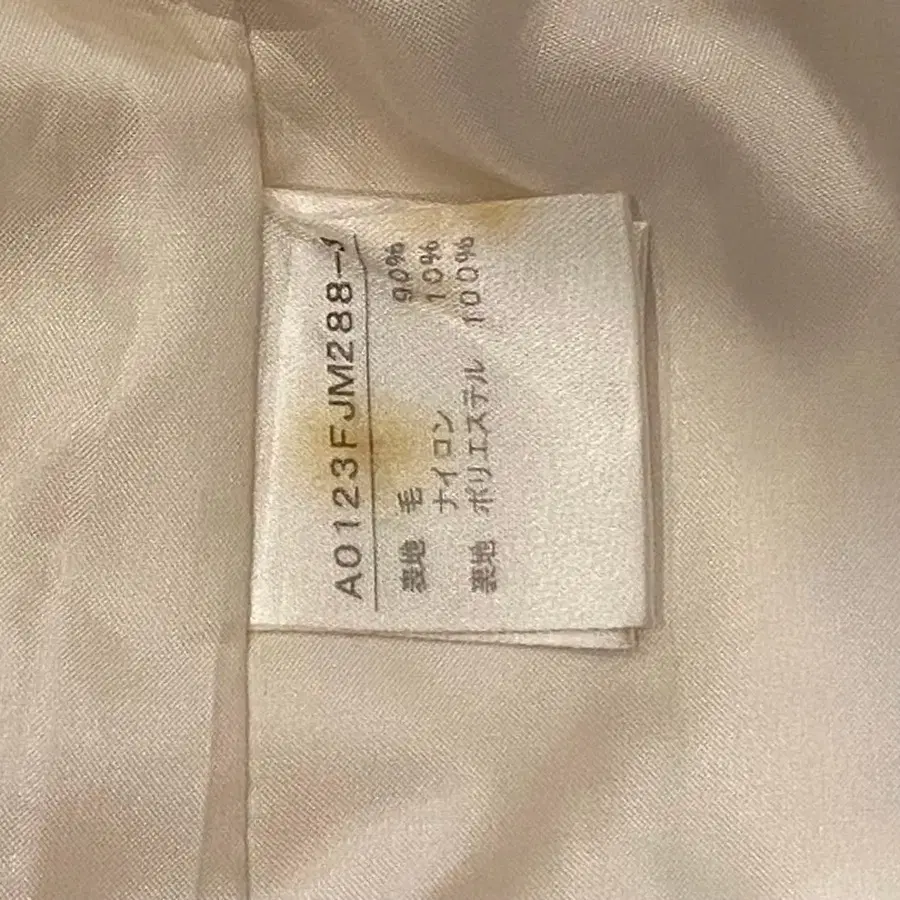 A0123FJM288-J
表地 毛 90%
ナイロン 10%
裏地 ポリエステル 100%